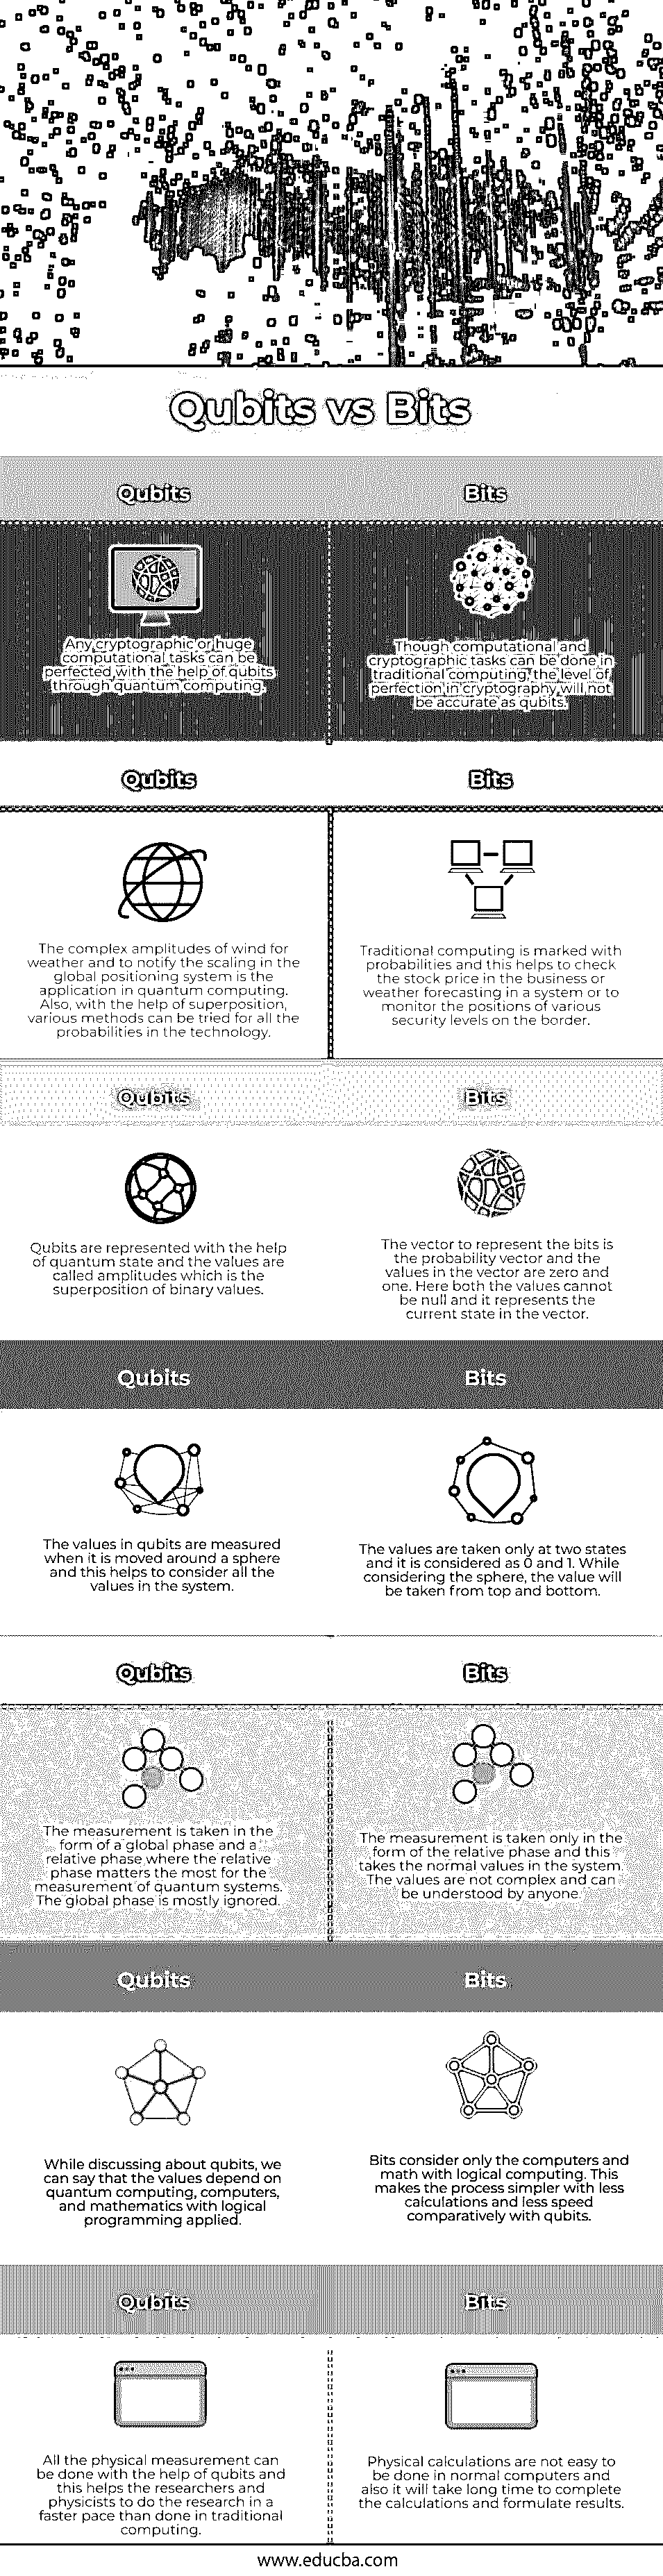 Qubits vs Bits
Qubits
Bits
Any cryptographic or huge
computational tasks can be
perfected with the help of qubits
through quantum computing.
Though computational and
cryptographic tasks can be done in
traditional computing, the level of
perfection in cryptography will not
be accurate as qubits.
Qubits
Bits
The complex amplitudes of wind for
weather and to notify the scaling in the
global positioning system is the
application in quantum computing.
Also, with the help of superposition,
various methods can be tried for all the
probabilities in the technology.
Traditional computing is marked with
probabilities and this helps to check
the stock price in the business or
weather forecasting in a system or to
monitor the positions of various
security levels on the border.
Qubits
Bits
Qubits are represented with the help
of quantum state and the values are
called amplitudes which is the
superposition of binary values.
The vector to represent the bits is
the probability vector and the
values in the vector are zero and
one. Here both the values cannot
be null and it represents the
current state in the vector.
Qubits
Bits
The values in qubits are measured
when it is moved around a sphere
and this helps to consider all the
values in the system.
The values are taken only at two states
and it is considered as 0 and 1. While
considering the sphere, the value will
be taken from top and bottom.
Qubits
Bits
The measurement is taken in the
form of a global phase and a
relative phase where the relative
phase matters the most for the
measurement of quantum systems.
The global phase is mostly ignored.
The measurement is taken only in the
form of the relative phase and this
takes the normal values in the system.
The values are not complex and can
be understood by anyone.
Qubits
Bits
While discussing about qubits, we
can say that the values depend on
quantum computing, computers,
and mathematics with logical
programming applied.
Bits consider only the computers and
math with logical computing. This
makes the process simpler with less
calculations and less speed
comparatively with qubits.
Qubits
Bits
All the physical measurement can
be done with the help of qubits and
this helps the researchers and
physicists to do the research in a
faster pace than done in traditional
computing.
Physical calculations are not easy to
be done in normal computers and
also it will take long time to complete
the calculations and formulate results.
www.educba.com